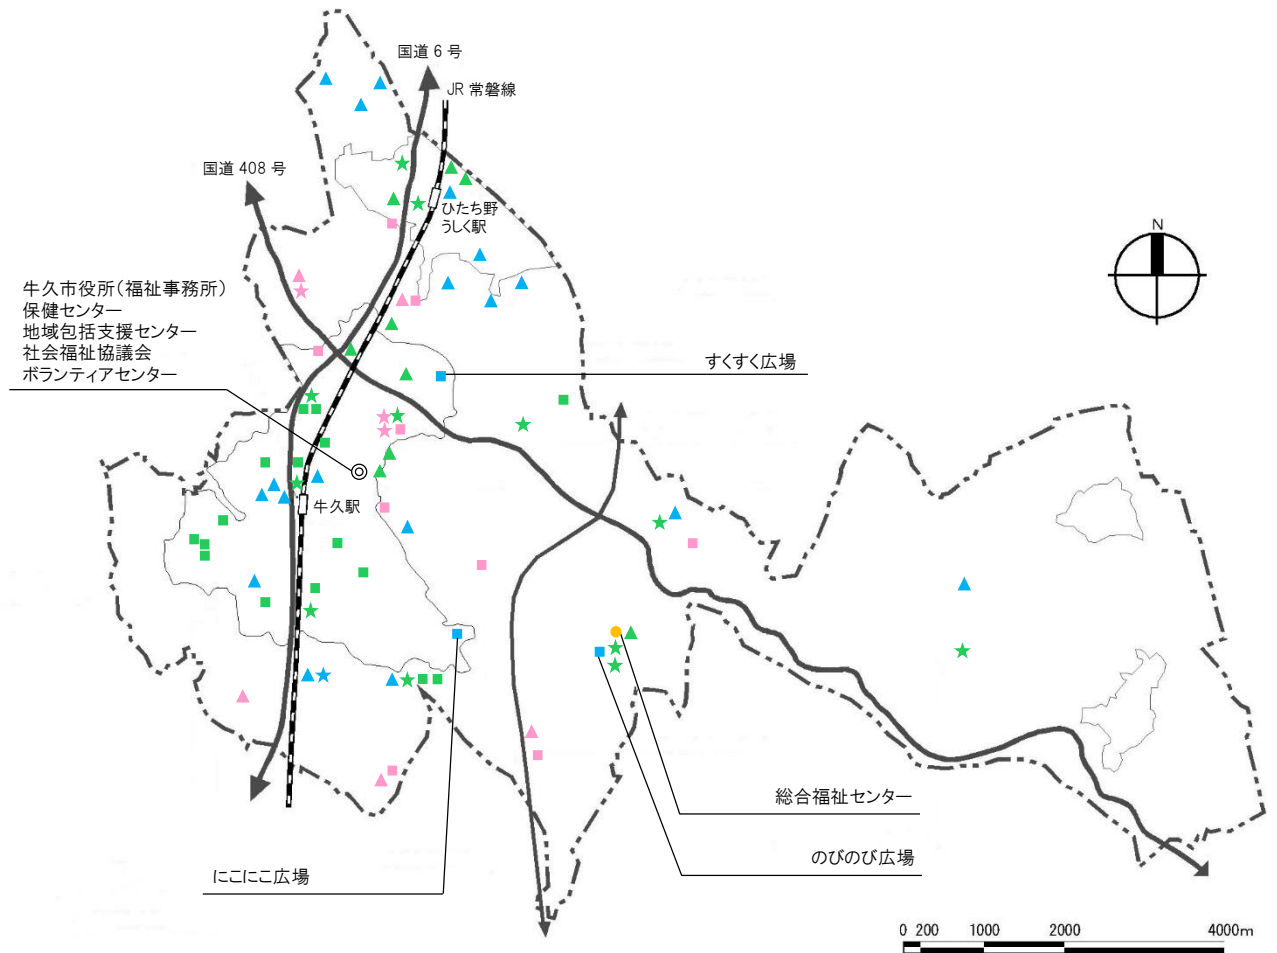 国道 6 号
JR 常磐線
国道 408 号
ひたち野
うしく駅
N
牛久市役所（福祉事務所）
保健センター
地域包括支援センター
社会福祉協議会
ボランティアセンター
すくすく広場
牛久駅
総合福祉センター
のびのび広場
にこにこ広場
0 200 1000 2000 4000m